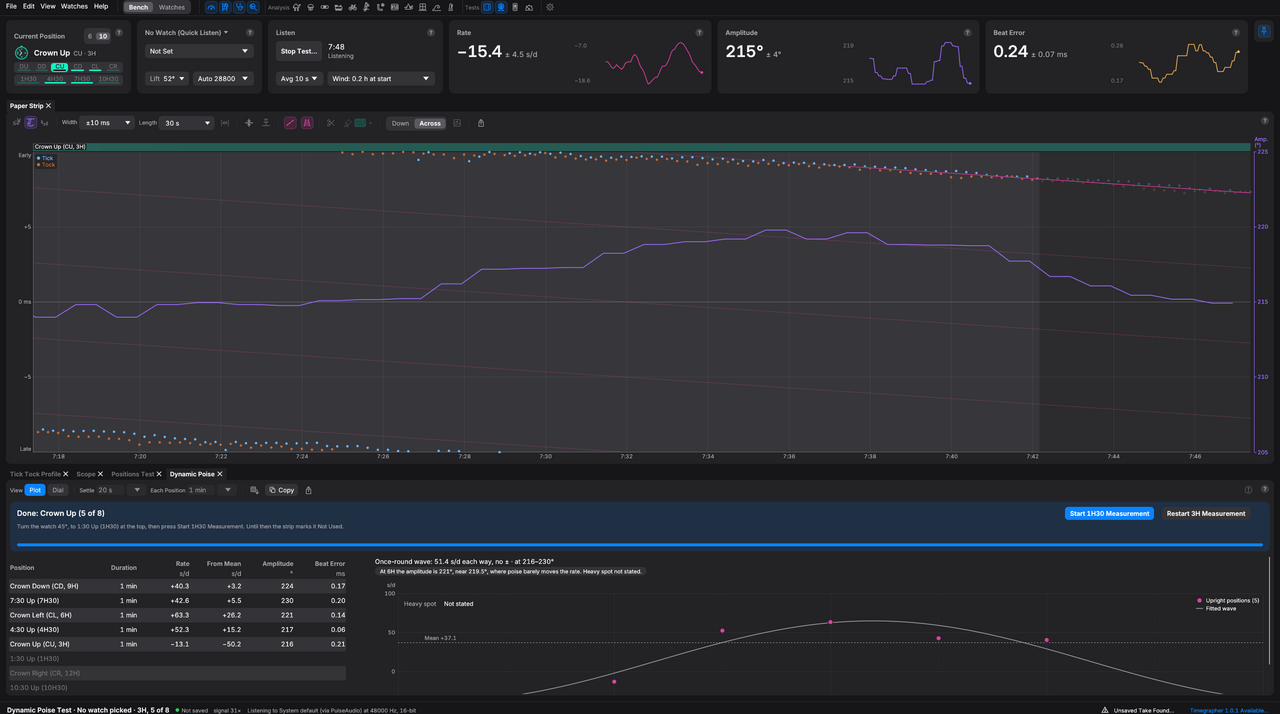 File Edit View Watches Help Bench Watches Analysis Tests
Current Position 6 10 ?
Crown Up CU · 3H
DU DD CU CD CL CR
1H30 4H30 7H30 10H30
No Watch (Quick Listen) ?
Not Set
Lift 52° Auto 28800
Listen ?
Stop Test... 7:48
Listening
Avg 10 s Wind: 0.2 h at start
Rate ?
−15.4 ± 4.5 s/d
−7.0
−18.6
Amplitude ?
215° ± 4°
219
215
Beat Error ?
0.24 ± 0.07 ms
0.28
0.17
Paper Strip
Width ±10 ms Length 30 s Down Across ?
Crown Up (CU, 3H)
Amp.
(°)
Early
Tick
Tock
+5
0 ms
−5
Late
225
220
215
210
205
7:18 7:20 7:22 7:24 7:26 7:28 7:30 7:32 7:34 7:36 7:38 7:40 7:42 7:44 7:46
Tick Tock Profile Scope Positions Test Dynamic Poise
View Plot Dial Settle 20 s Each Position 1 min Copy ?
Done: Crown Up (5 of 8)
Turn the watch 45°, to 1:30 Up (1H30) at the top, then press Start 1H30 Measurement. Until then the strip marks it Not Used.
Start 1H30 Measurement Restart 3H Measurement
Position Duration Rate s/d From Mean s/d Amplitude ° Beat Error ms
Crown Down (CD, 9H) 1 min +40.3 +3.2 224 0.17
7:30 Up (7H30) 1 min +42.6 +5.5 230 0.20
Crown Left (CL, 6H) 1 min +63.3 +26.2 221 0.14
4:30 Up (4H30) 1 min +52.3 +15.2 217 0.06
Crown Up (CU, 3H) 1 min −13.1 −50.2 216 0.21
1:30 Up (1H30)
Crown Right (CR, 12H)
10:30 Up (10H30)
Once-round wave: 51.4 s/d each way, no ± · at 216–230°
At 6H the amplitude is 221°, near 219.5°, where poise barely moves the rate. Heavy spot not stated.
s/d
100
50
0
Heavy spot Not stated
Mean +37.1
Upright positions (5)
Fitted wave
Dynamic Poise Test · No watch picked · 3H, 5 of 8 Not saved signal 31× Listening to System default (via PulseAudio) at 48000 Hz, 16-bit Unsaved Take Found... Timegrapher 1.0.1 Available...